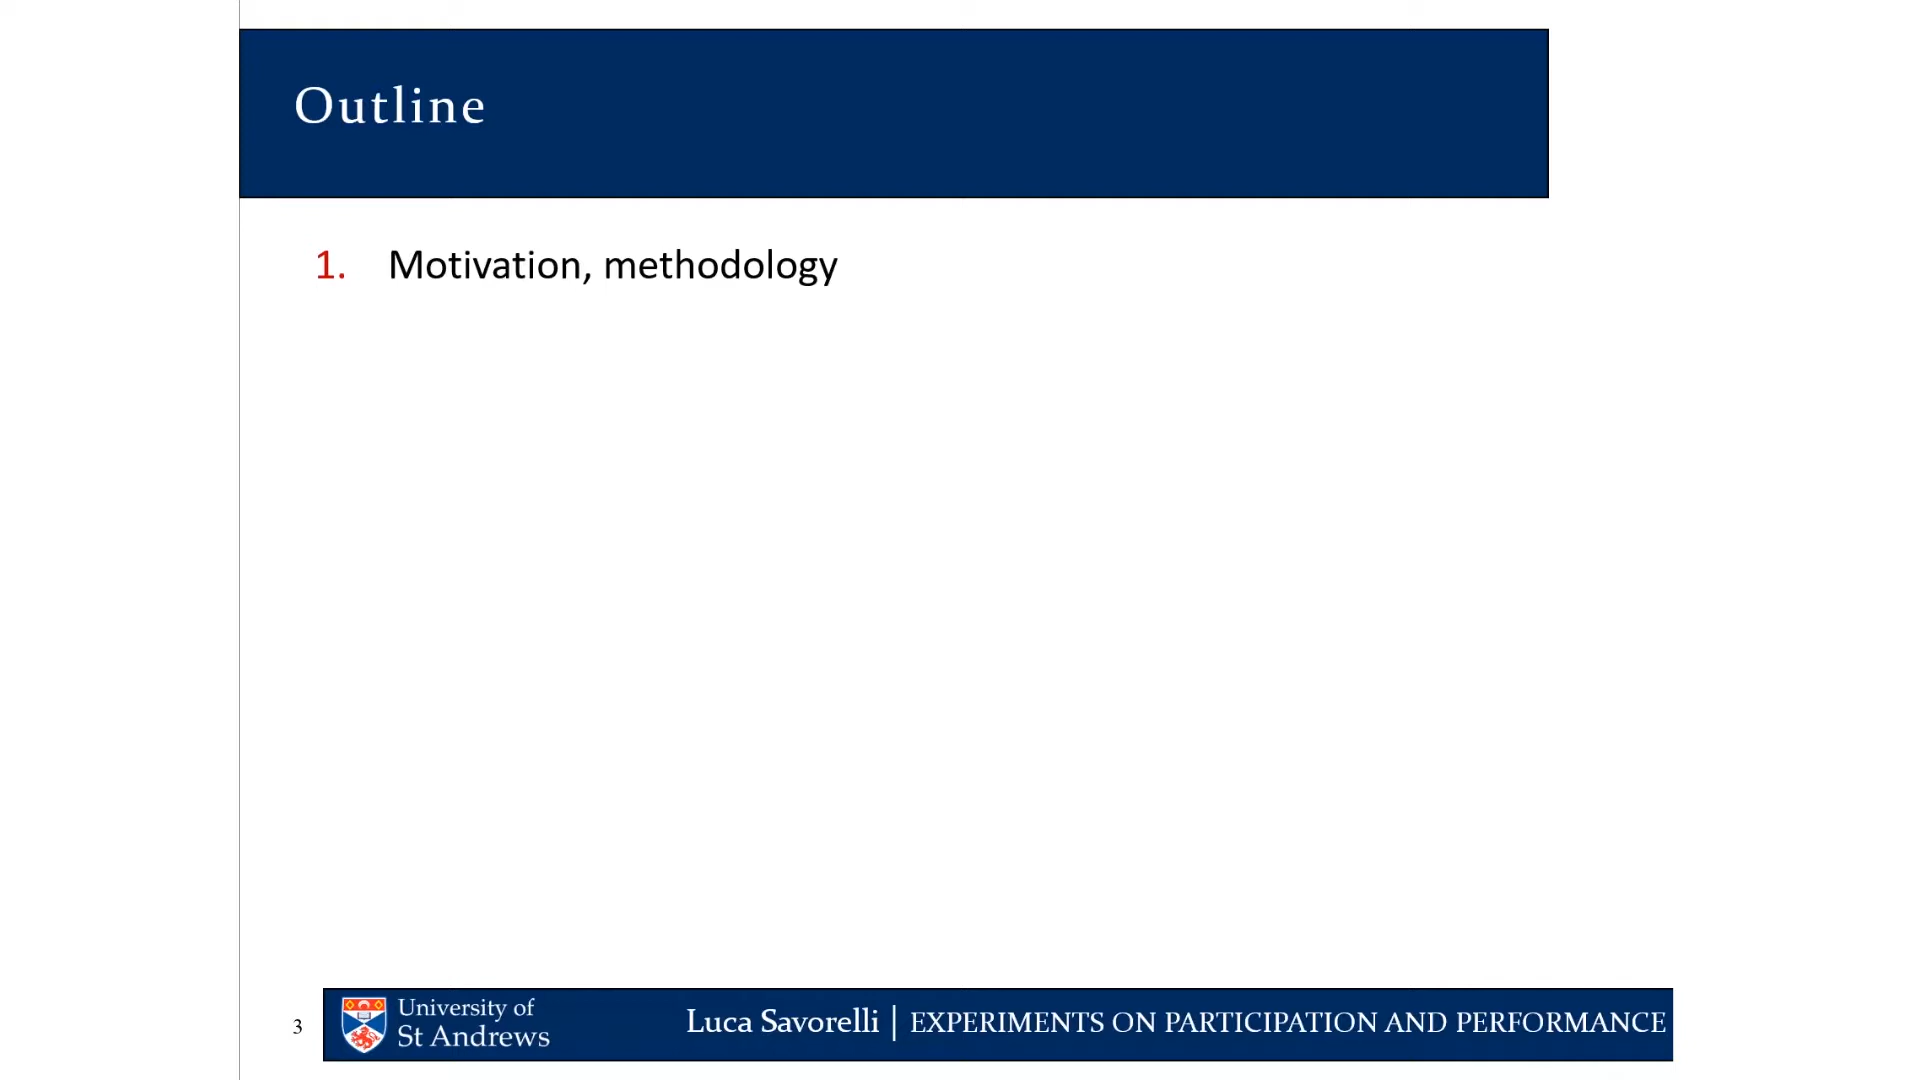 Outline
1. Motivation, methodology
3
University of
St Andrews
Luca Savorelli | EXPERIMENTS ON PARTICIPATION AND PERFORMANCE